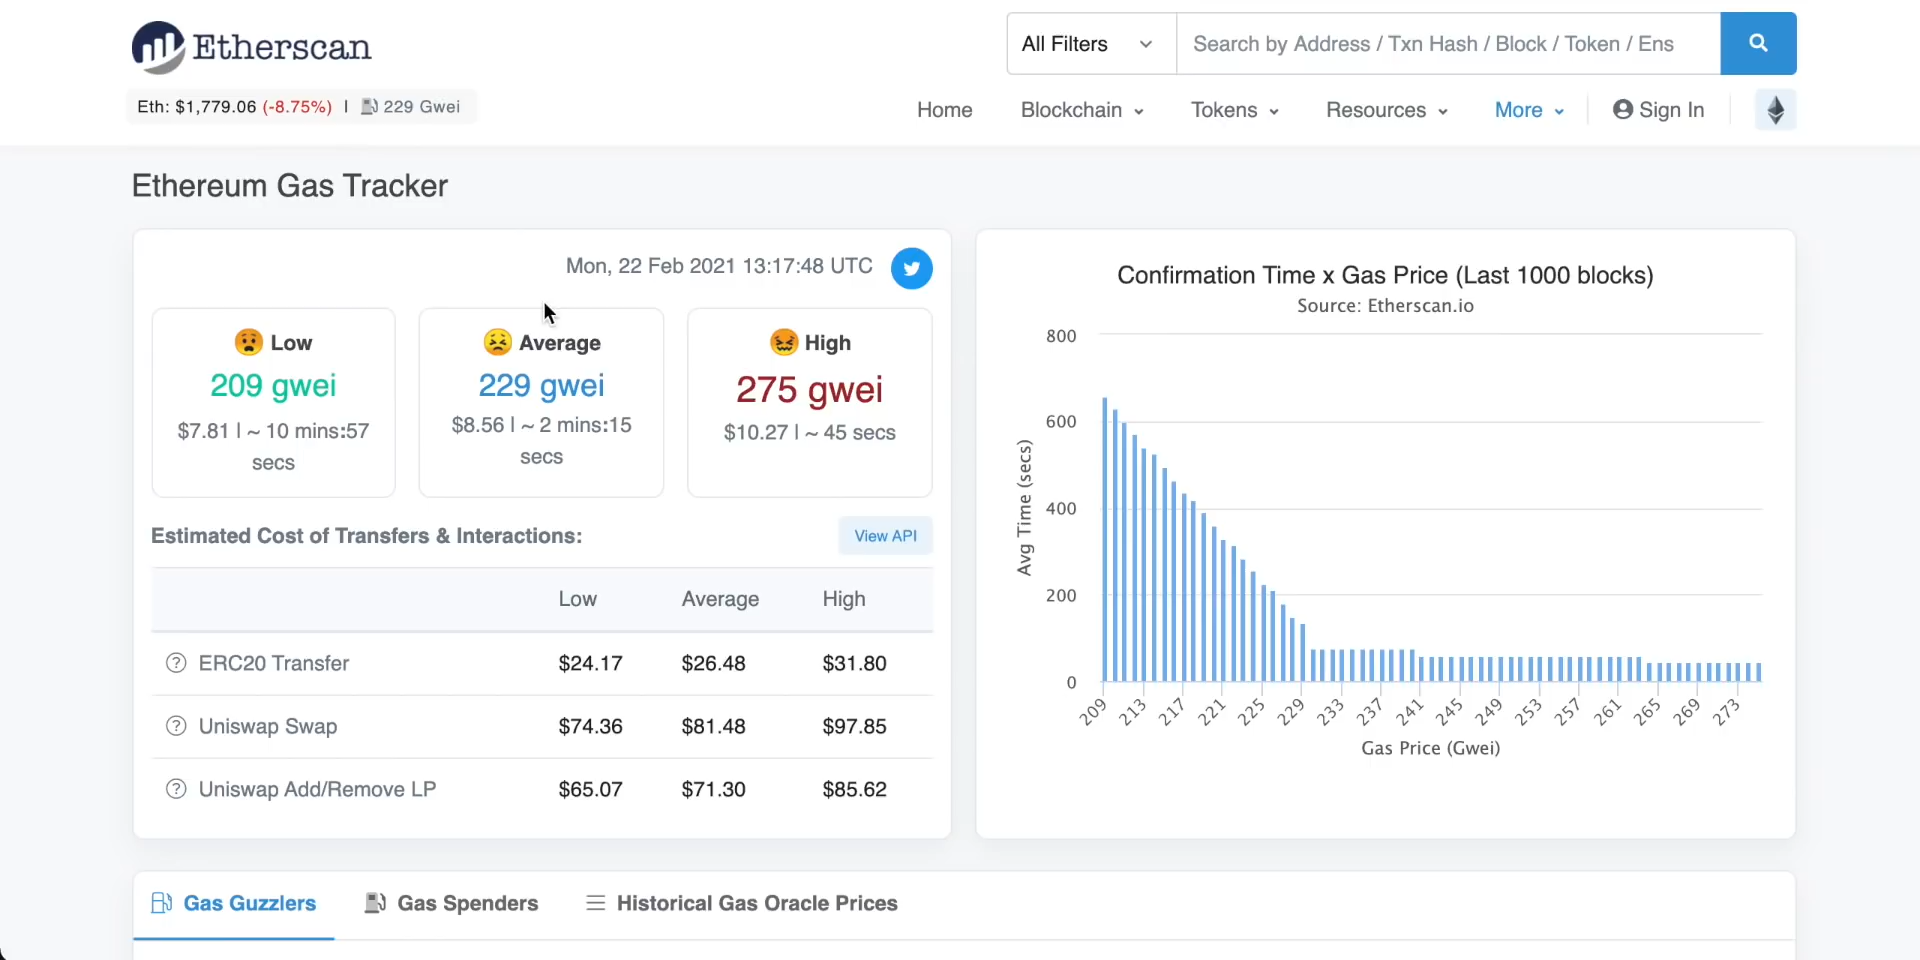 Etherscan
All Filters
Search by Address / Txn Hash / Block / Token / Ens
Eth: $1,779.06 (-8.75%) | 229 Gwei
Home Blockchain Tokens Resources More Sign In
Ethereum Gas Tracker
Mon, 22 Feb 2021 13:17:48 UTC
Low
209 gwei
$7.81 | ~ 10 mins:57
secs
Average
229 gwei
$8.56 | ~ 2 mins:15
secs
High
275 gwei
$10.27 | ~ 45 secs
Estimated Cost of Transfers & Interactions:
View API
Low Average High
ERC20 Transfer $24.17 $26.48 $31.80
Uniswap Swap $74.36 $81.48 $97.85
Uniswap Add/Remove LP $65.07 $71.30 $85.62
Confirmation Time x Gas Price (Last 1000 blocks)
Source: Etherscan.io
Avg Time (secs)
800
600
400
200
0
209 213 217 221 225 229 233 237 241 245 249 253 257 261 265 269 273
Gas Price (Gwei)
Gas Guzzlers Gas Spenders Historical Gas Oracle Prices